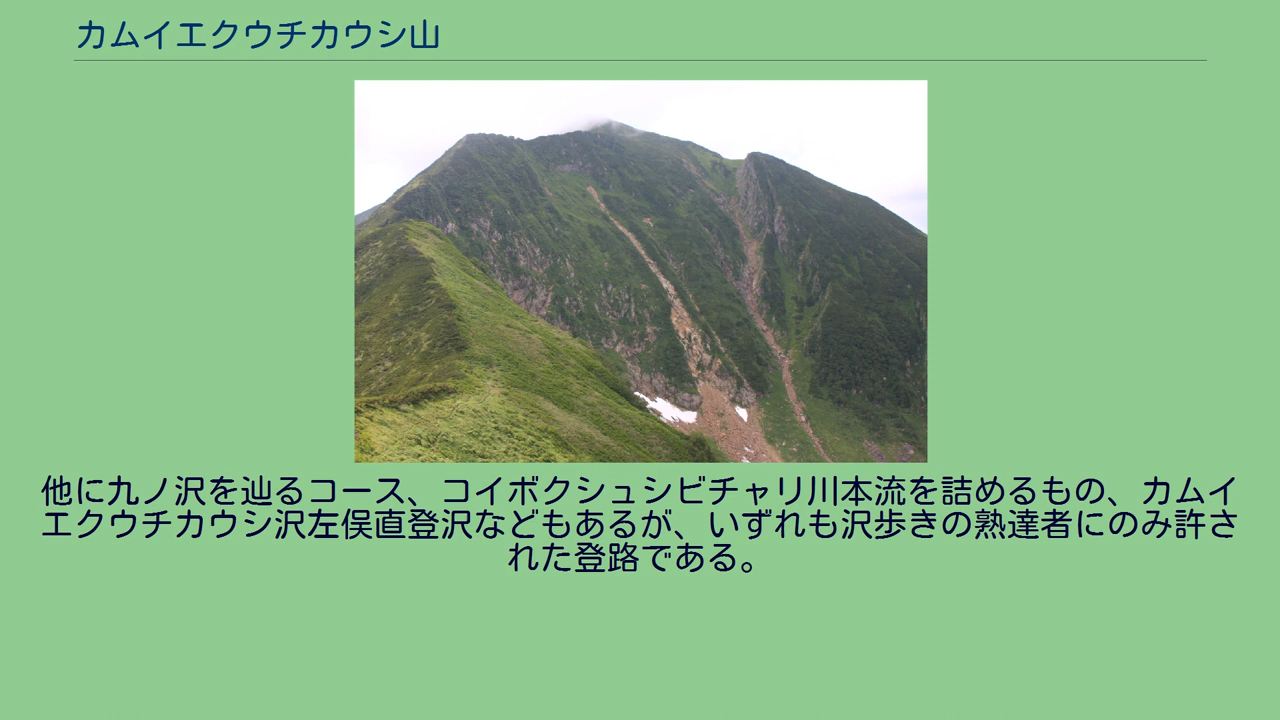 カムイエクウチカウシ山
他に九ノ沢を辿るコース、コイボクシュシビチャリ川本流を詰めるもの、カムイ
エクウチカウシ沢左俣直登沢などもあるが、いずれも沢歩きの熟達者にのみ許さ
れた登路である。